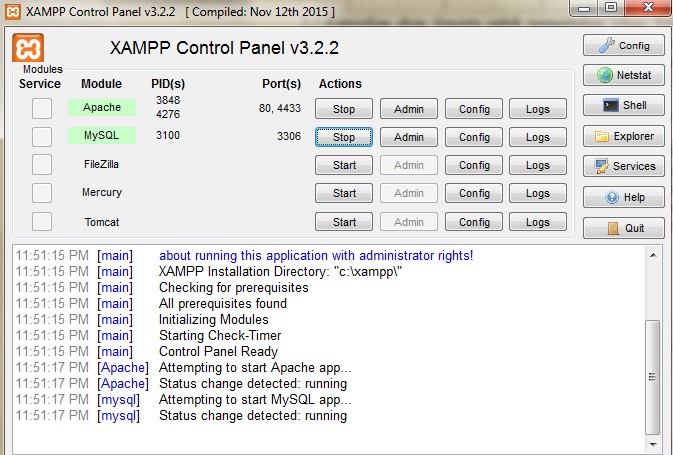 XAMPP Control Panel v3.2.2 [ Compiled: Nov 12th 2015 ]
XAMPP Control Panel v3.2.2
Config
Modules
Service Module PID(s) Port(s) Actions
Netstat
Apache 3848 4276 80, 4433 Stop Admin Config Logs
Shell
MySQL 3100 3306 Stop Admin Config Logs
Explorer
FileZilla Start Admin Config Logs
Services
Mercury Start Admin Config Logs
Help
Tomcat Start Admin Config Logs
Quit
11:51:15 PM [main] about running this application with administrator rights!
11:51:15 PM [main] XAMPP Installation Directory: "c:\xampp\"
11:51:15 PM [main] Checking for prerequisites
11:51:15 PM [main] All prerequisites found
11:51:15 PM [main] Initializing Modules
11:51:15 PM [main] Starting Check-Timer
11:51:15 PM [main] Control Panel Ready
11:51:17 PM [Apache] Attempting to start Apache app...
11:51:17 PM [Apache] Status change detected: running
11:51:17 PM [mysql] Attempting to start MySQL app...
11:51:17 PM [mysql] Status change detected: running